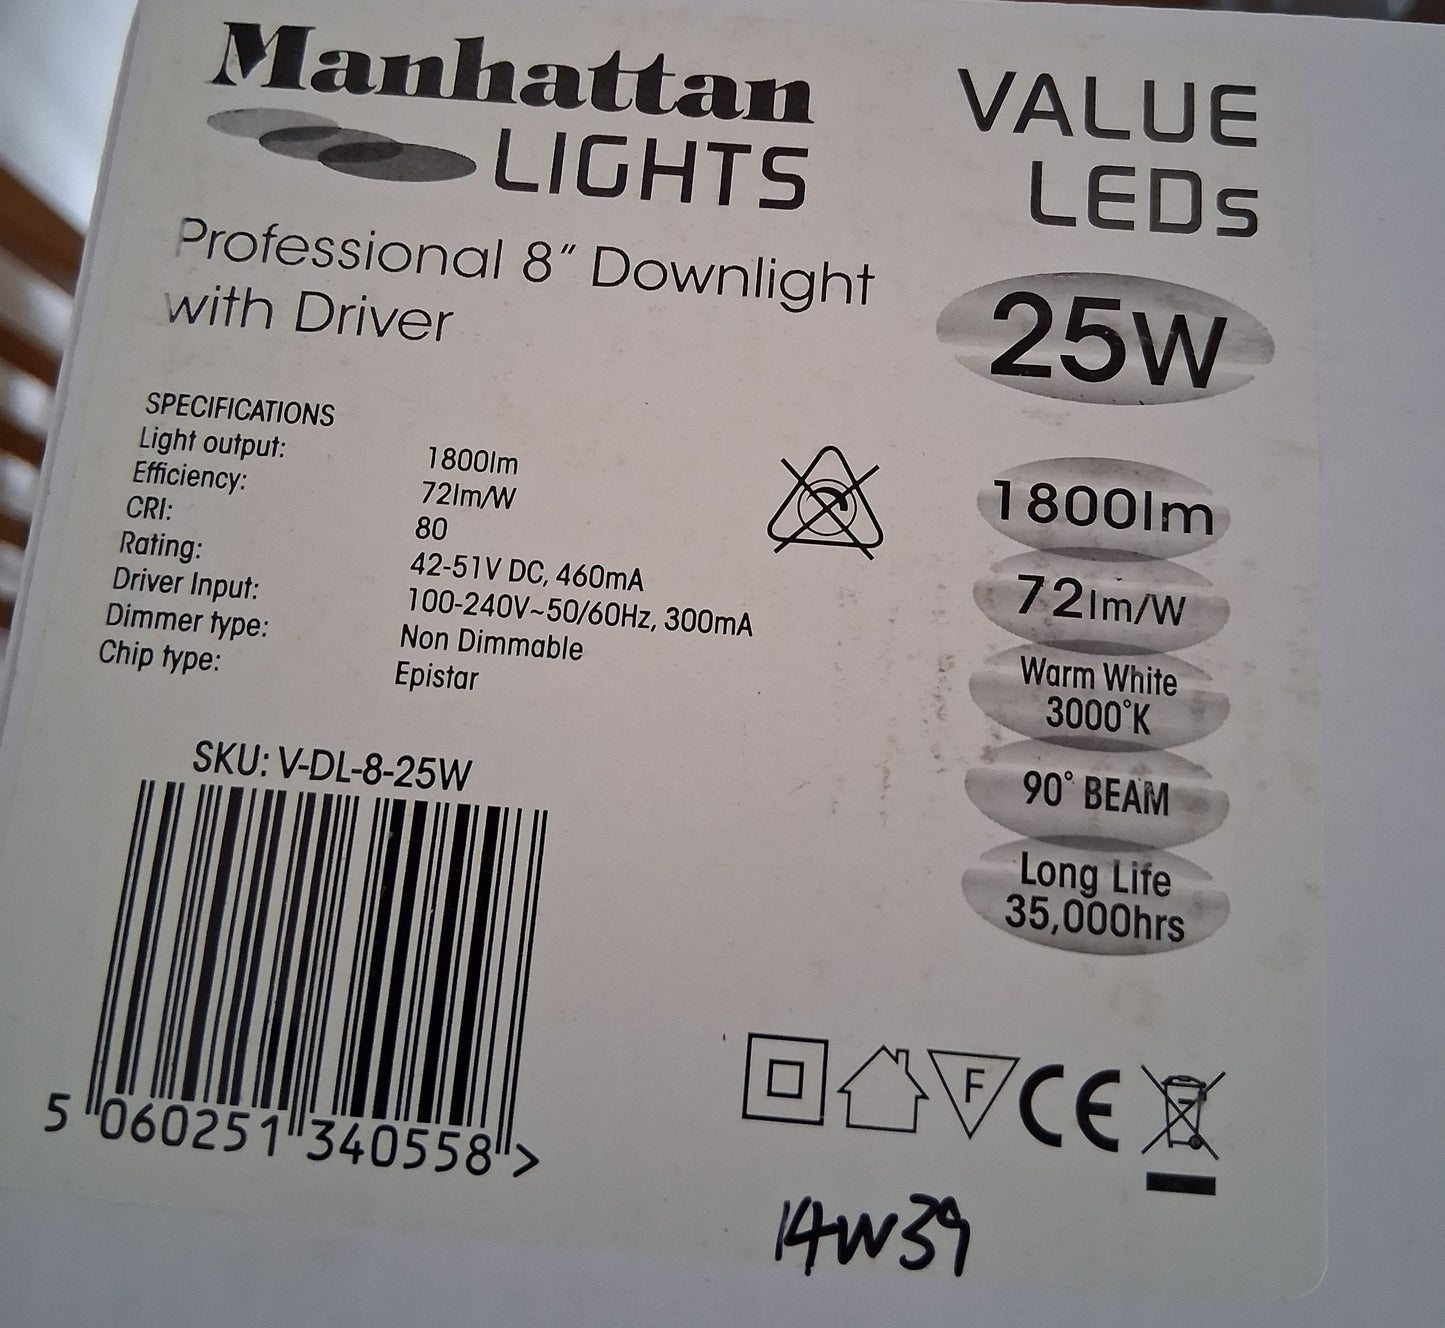 Manhattan
LIGHTS
Professional 8" Downlight
with Driver
SPECIFICATIONS
Light output: 1800lm
Efficiency: 72lm/W
CRI: 80
Rating: 42-51V DC, 460mA
Driver Input: 100-240V~50/60Hz, 300mA
Dimmer type: Non Dimmable
Chip type: Epistar
SKU: V-DL-8-25W
5 060251 340558 >
VALUE
LEDs
25W
1800lm
72lm/W
Warm White
3000°K
90° BEAM
Long Life
35,000hrs
F CE
14W39